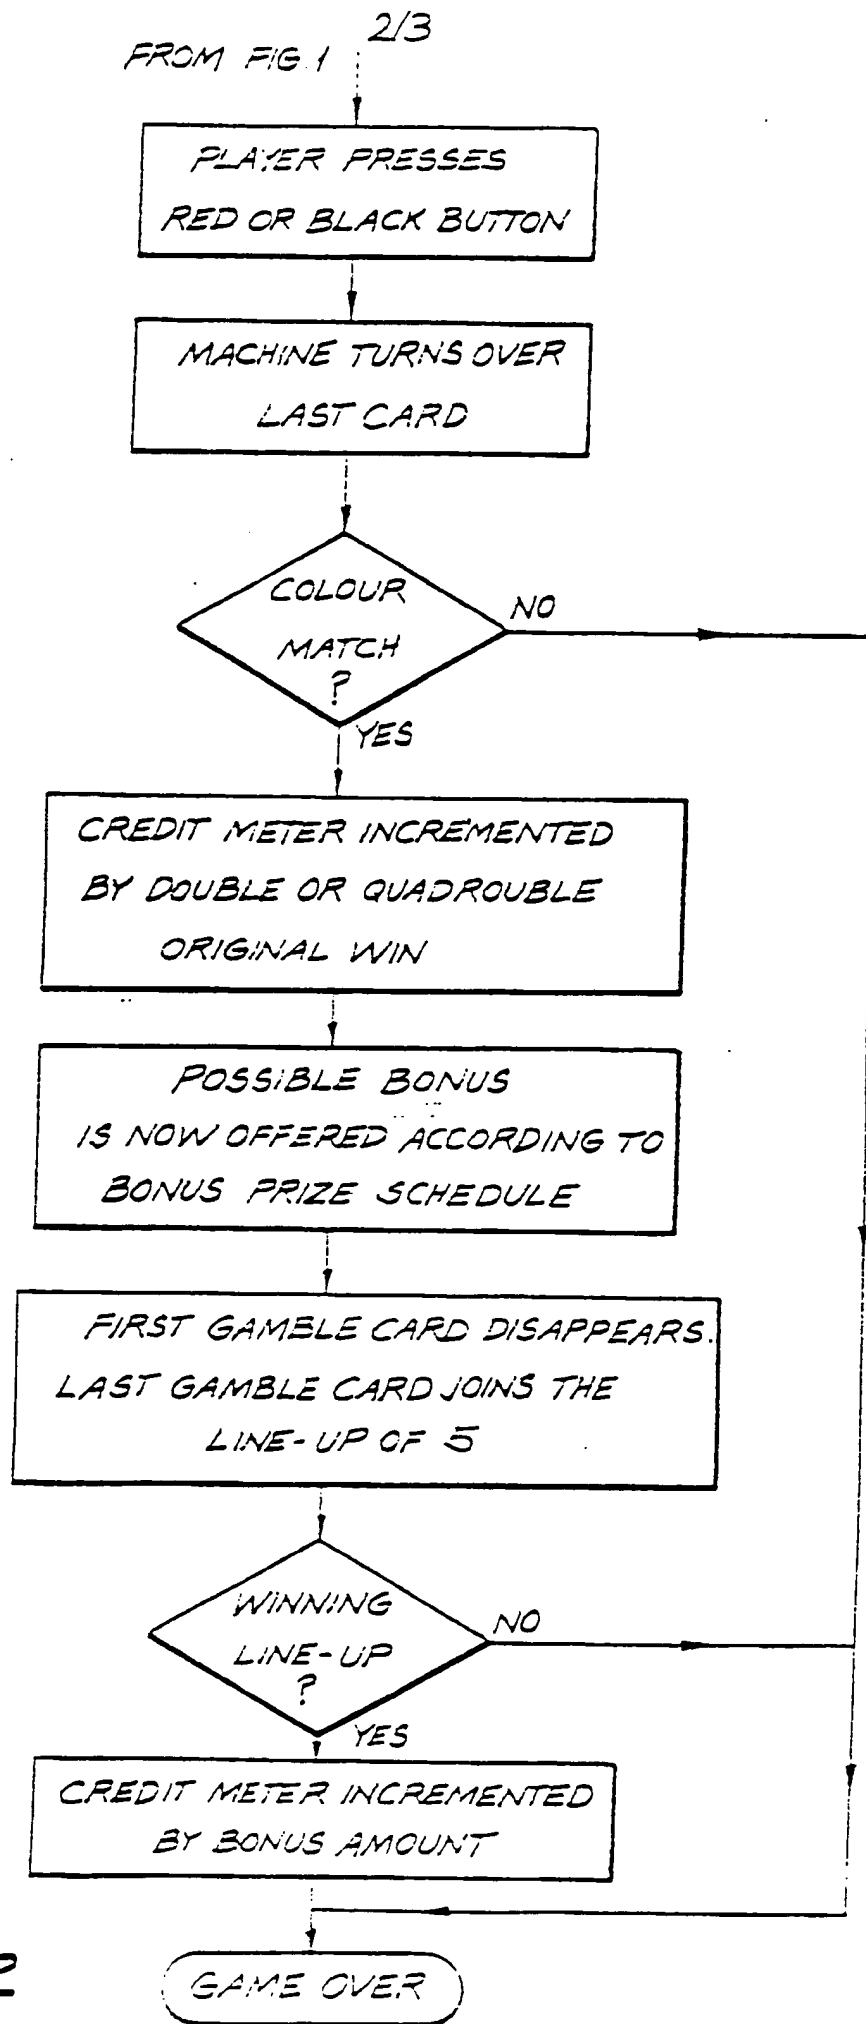 2/3
FROM FIG. 1
PLAYER PRESSES
RED OR BLACK BUTTON
MACHINE TURNS OVER
LAST CARD
COLOUR
MATCH
?
NO
YES
CREDIT METER INCREMENTED
BY DOUBLE OR QUADROUBLE
ORIGINAL WIN
POSSIBLE BONUS
IS NOW OFFERED ACCORDING TO
BONUS PRIZE SCHEDULE
FIRST GAMBLE CARD DISAPPEARS.
LAST GAMBLE CARD JOINS THE
LINE-UP OF 5
WINNING
LINE-UP
?
NO
YES
CREDIT METER INCREMENTED
BY BONUS AMOUNT
GAME OVER